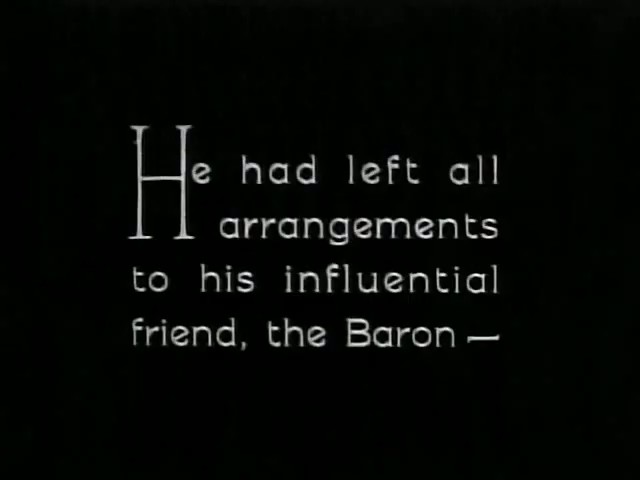 He had left all
arrangements
to his influential
friend, the Baron —